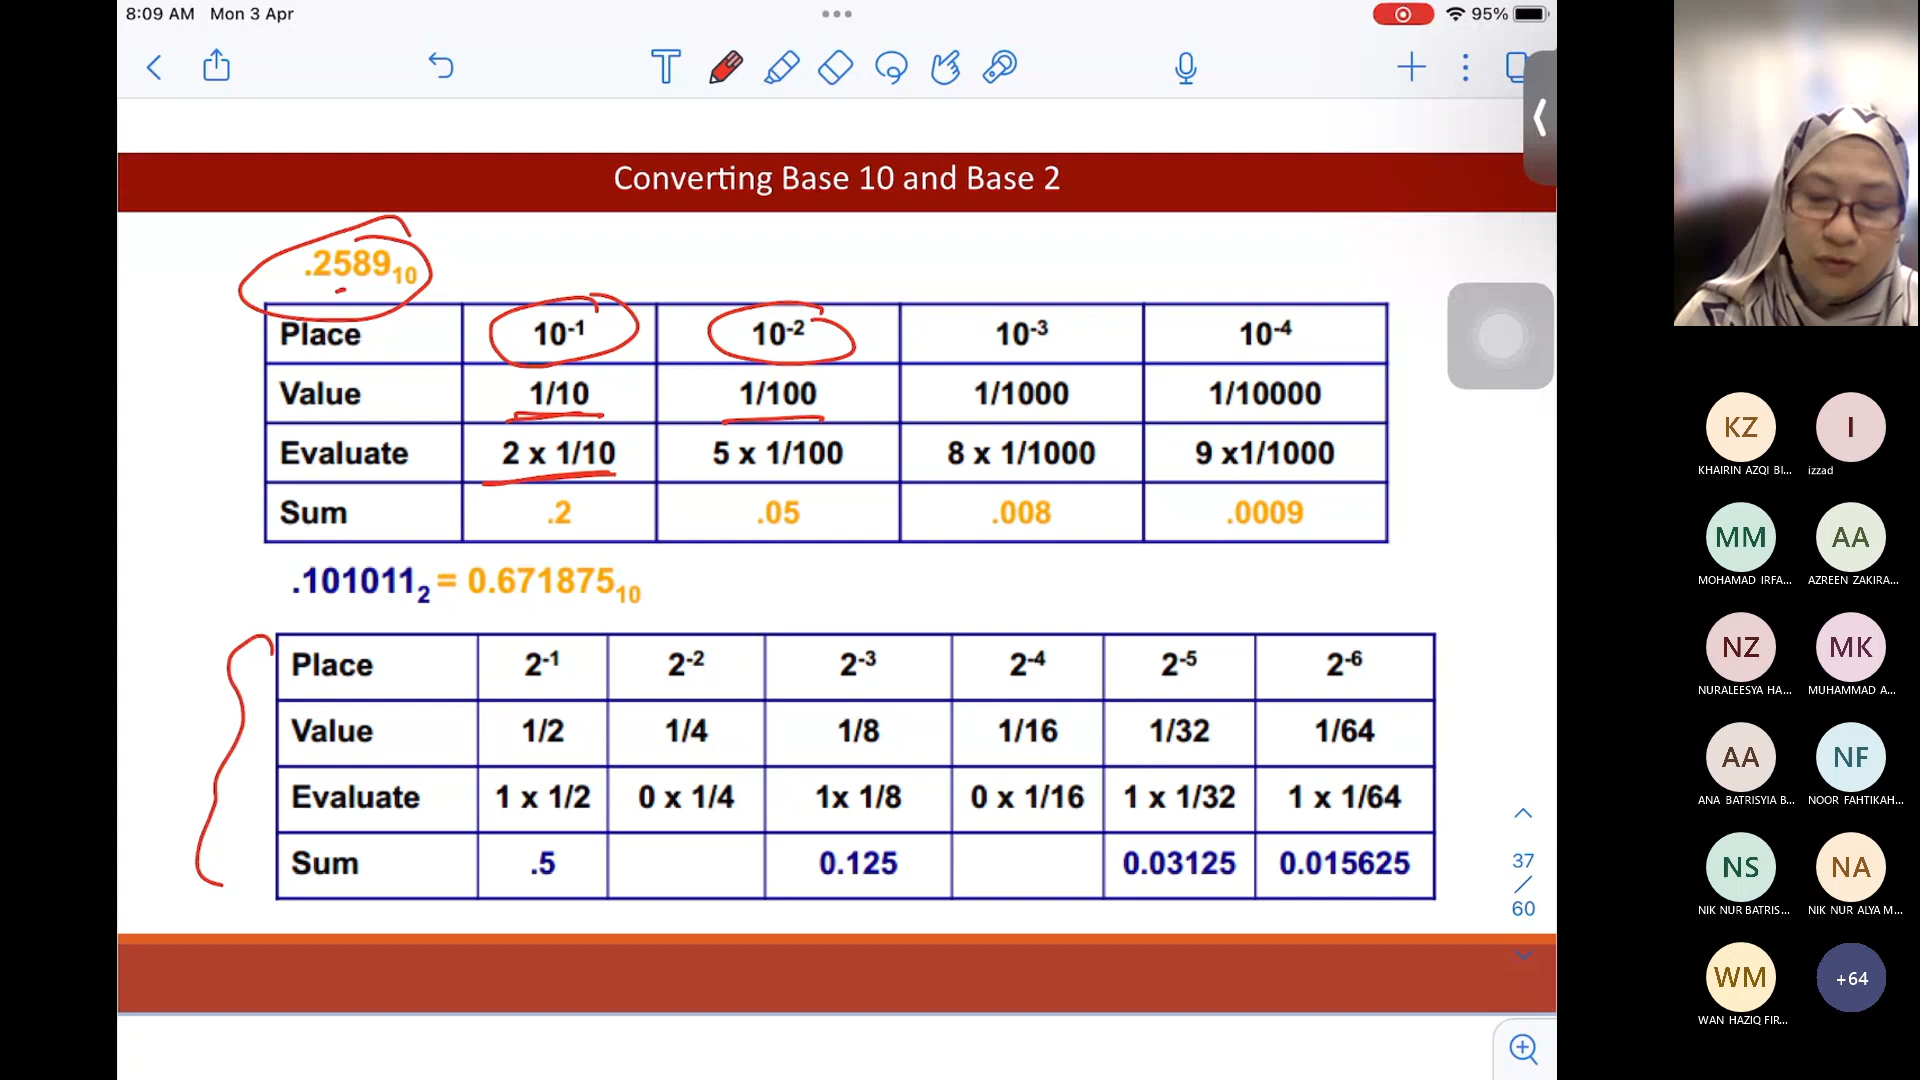 8:09 AM Mon 3 Apr
95%
T
Converting Base 10 and Base 2
.2589₁₀
Place 10⁻¹ 10⁻² 10⁻³ 10⁻⁴
Value 1/10 1/100 1/1000 1/10000
Evaluate 2 x 1/10 5 x 1/100 8 x 1/1000 9 x1/1000
Sum .2 .05 .008 .0009
.101011₂ = 0.671875₁₀
Place 2⁻¹ 2⁻² 2⁻³ 2⁻⁴ 2⁻⁵ 2⁻⁶
Value 1/2 1/4 1/8 1/16 1/32 1/64
Evaluate 1 x 1/2 0 x 1/4 1x 1/8 0 x 1/16 1 x 1/32 1 x 1/64
Sum .5 0.125 0.03125 0.015625
37
/
60
KZ I
KHAIRIN AZQI BI... izzad
MM AA
MOHAMAD IRFA... AZREEN ZAKIRA...
NZ MK
NURALEESYA HA... MUHAMMAD A...
AA NF
ANA BATRISYIA B... NOOR FAHTIKAH...
NS NA
NIK NUR BATRIS... NIK NUR ALYA M...
WM +64
WAN HAZIQ FIR...